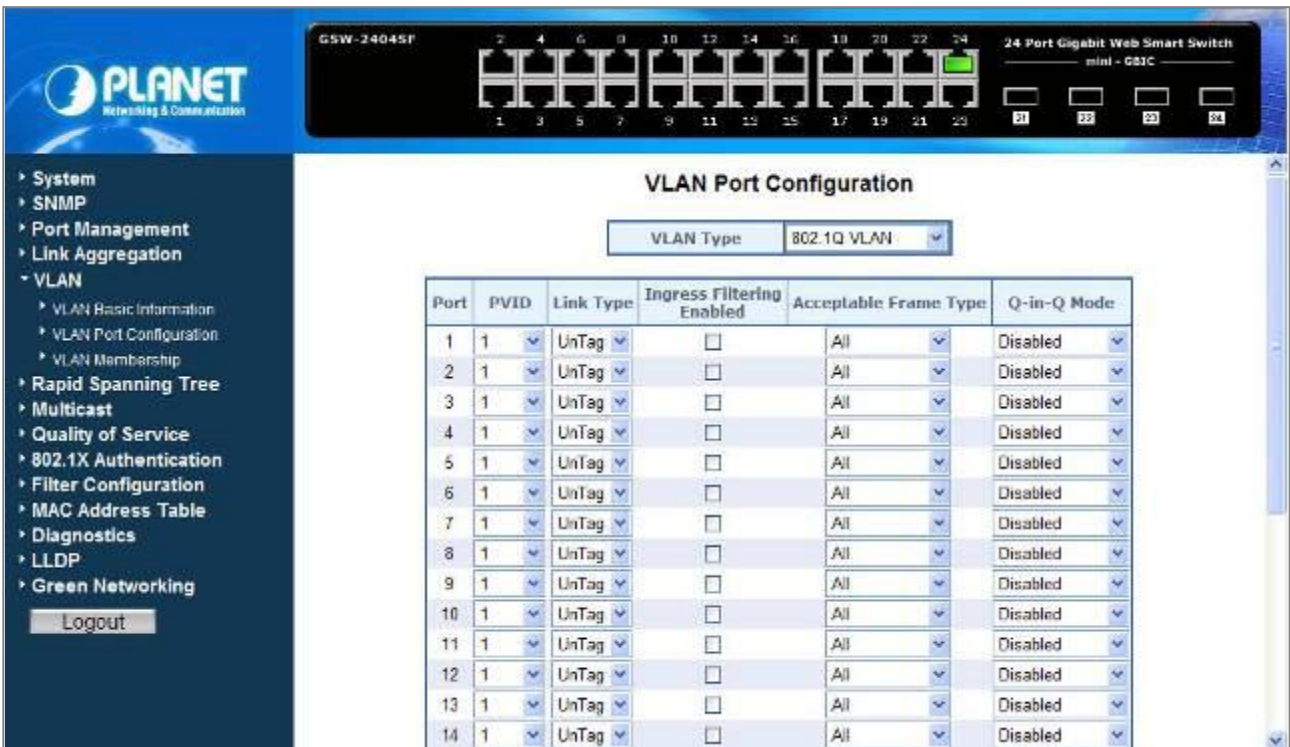 GSW-2404SF
2 4 6 8 10 12 14 16 18 20 22 24
24 Port Gigabit Web Smart Switch
mini - GBIC
PLANET
Networking & Communication
1 3 5 7 9 11 13 15 17 19 21 23
21 22 23 24
System
SNMP
Port Management
Link Aggregation
VLAN
VLAN Basic Information
VLAN Port Configuration
VLAN Membership
Rapid Spanning Tree
Multicast
Quality of Service
802.1X Authentication
Filter Configuration
MAC Address Table
Diagnostics
LLDP
Green Networking
Logout
VLAN Port Configuration
VLAN Type 802.1Q VLAN
Port PVID Link Type Ingress Filtering Enabled Acceptable Frame Type Q-in-Q Mode
1 1 UnTag All Disabled
2 1 UnTag All Disabled
3 1 UnTag All Disabled
4 1 UnTag All Disabled
5 1 UnTag All Disabled
6 1 UnTag All Disabled
7 1 UnTag All Disabled
8 1 UnTag All Disabled
9 1 UnTag All Disabled
10 1 UnTag All Disabled
11 1 UnTag All Disabled
12 1 UnTag All Disabled
13 1 UnTag All Disabled
14 1 UnTag All Disabled